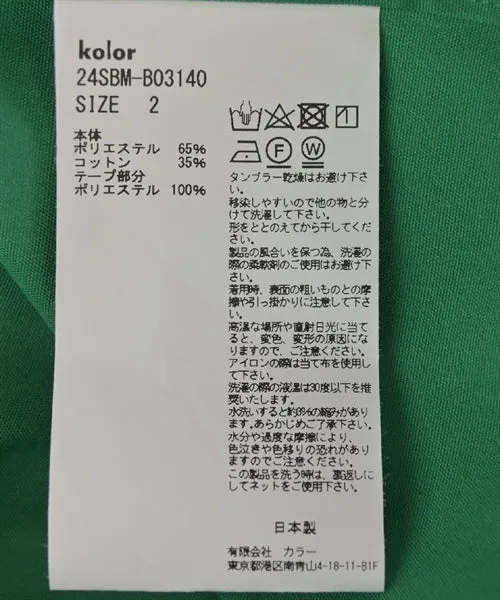 kolor
24SBM-B03140
SIZE 2
本体
ポリエステル 65%
コットン 35%
テープ部分
ポリエステル 100%
F
W
タンブラー乾燥はお避け下さ
い。
移染しやすいので他の物と分
けて洗濯して下さい。
形をととのえてから干してくだ
さい。
製品の風合いを保つ為、洗濯の
際の柔軟剤のご使用はお避け下
さい。
着用時、表面の粗いものとの摩
擦や引っ掛かりに注意して下さ
い。
高温な場所や直射日光に当て
ると、変色、変形の原因にな
りますので、ご注意ください。
アイロンの際は当て布を使用し
て下さい。
洗濯の際の液温は30度以下を推
奨いたします。
水洗いすると約3%の縮みがあり
ます。あらかじめご了承下さい。
水分や過度な摩擦により、
色泣きや色移りの恐れがあり
ますのでご注意ください。
この製品を洗う時は、裏返しに
してネットをご使用下さい。
日本製
有限会社 カラー
東京都港区南青山4-18-11-B1F